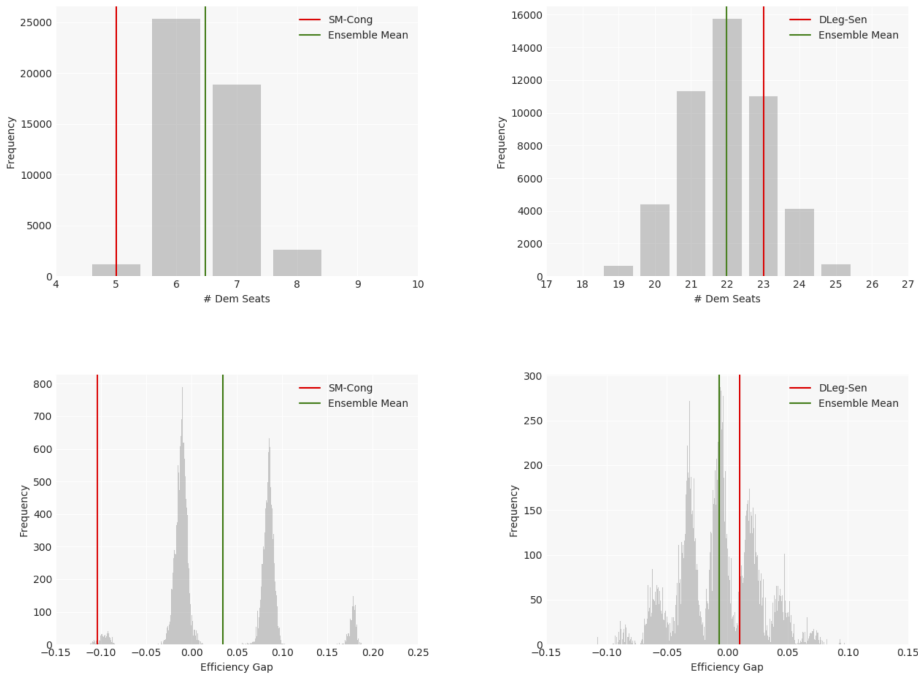 SM-Cong
Ensemble Mean
25000
20000
15000
10000
5000
0
Frequency
4 5 6 7 8 9 10
# Dem Seats
DLeg-Sen
Ensemble Mean
16000
14000
12000
10000
8000
6000
4000
2000
0
Frequency
17 18 19 20 21 22 23 24 25 26 27
# Dem Seats
SM-Cong
Ensemble Mean
800
700
600
500
400
300
200
100
0
Frequency
−0.15 −0.10 −0.05 0.00 0.05 0.10 0.15 0.20 0.25
Efficiency Gap
DLeg-Sen
Ensemble Mean
300
250
200
150
100
50
0
Frequency
−0.15 −0.10 −0.05 0.00 0.05 0.10 0.15
Efficiency Gap